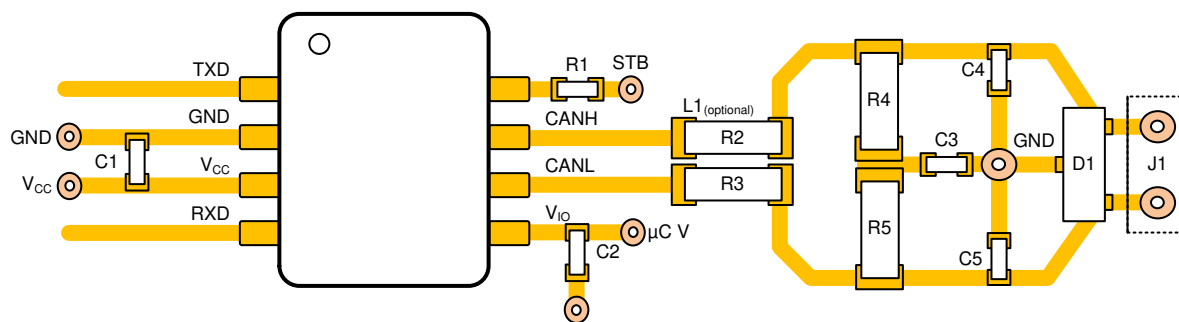 TXD
R1
STB
GND
CANH
L1(optional)
R2
R4
C4
GND
C1
VCC
VCC
CANL
R3
C3
GND
D1
J1
RXD
VIO
µC V
C2
R5
C5